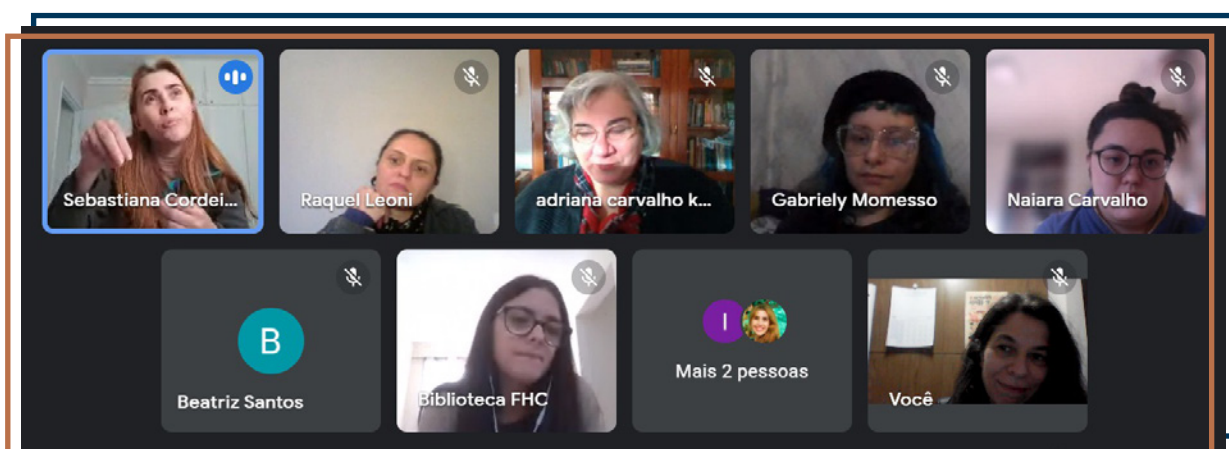 Sebastiana Cordei...
Raquel Leoni
adriana carvalho k...
Gabriely Momesso
Naiara Carvalho
B
Beatriz Santos
Biblioteca FHC
I
Mais 2 pessoas
Você